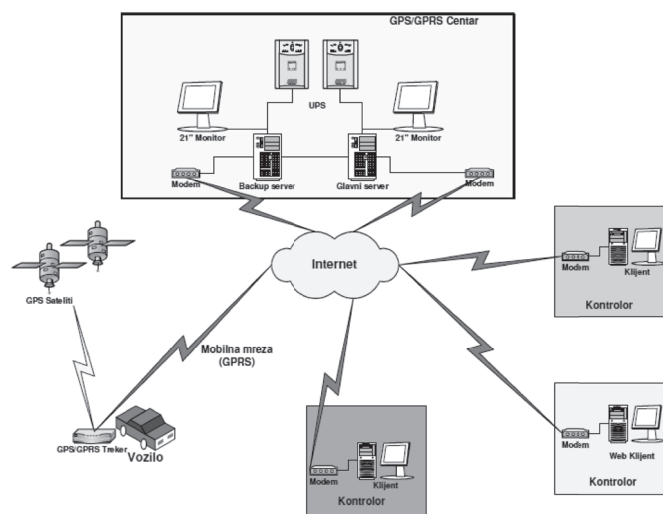 GPS/GPRS Centar
UPS
21" Monitor
21" Monitor
Modem
Backup server
Glavni server
Modem
Internet
GPS Sateliti
Mobilna mreza
(GPRS)
GPS/GPRS Treker
Vozilo
Modem
Klijent
Kontrolor
Modem
Web Klijent
Kontrolor
Modem
Klijent
Kontrolor